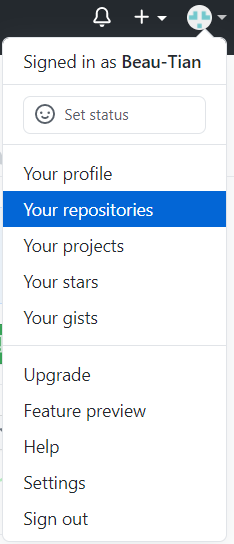 Signed in as Beau-Tian
Set status
Your profile
Your repositories
Your projects
Your stars
Your gists
Upgrade
Feature preview
Help
Settings
Sign out